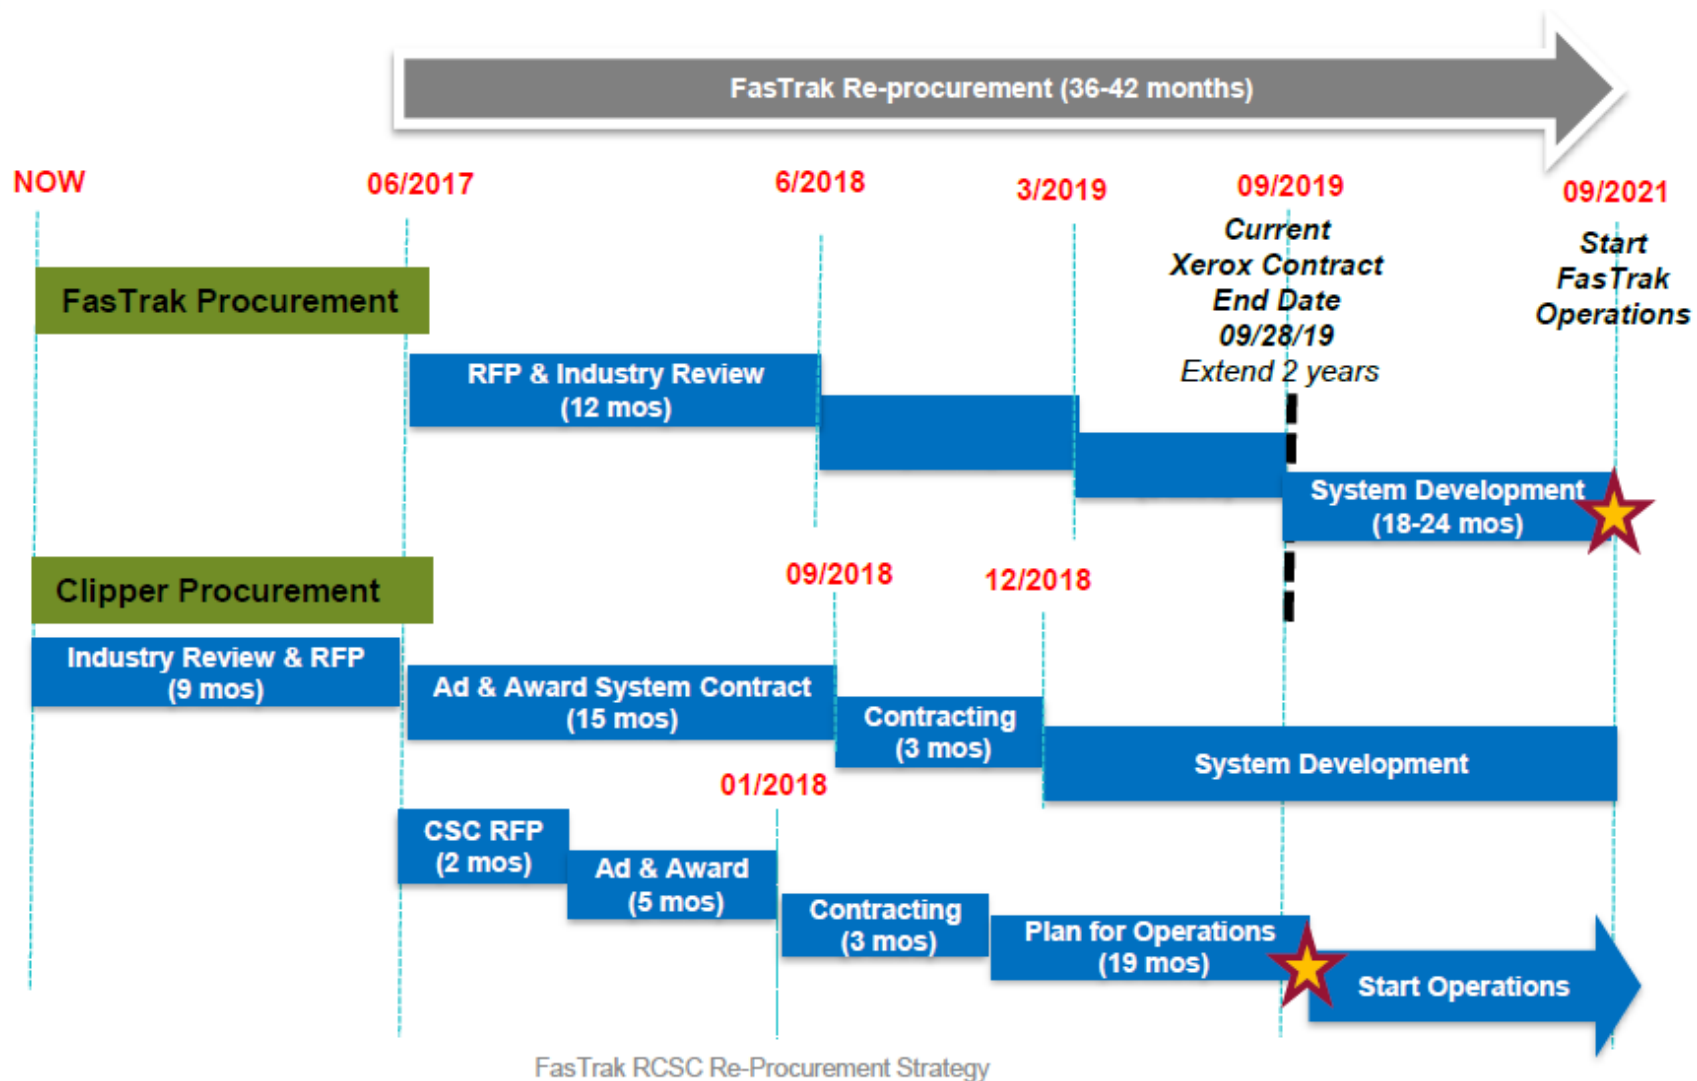 FasTrak Re-procurement (36-42 months)
NOW
06/2017
6/2018
3/2019
09/2019
09/2021
Current
Xerox Contract
End Date
09/28/19
Extend 2 years
Start
FasTrak
Operations
FasTrak Procurement
RFP & Industry Review
(12 mos)
System Development
(18-24 mos)
Clipper Procurement
09/2018
12/2018
Industry Review & RFP
(9 mos)
Ad & Award System Contract
(15 mos)
Contracting
(3 mos)
System Development
01/2018
CSC RFP
(2 mos)
Ad & Award
(5 mos)
Contracting
(3 mos)
Plan for Operations
(19 mos)
Start Operations
FasTrak RCSC Re-Procurement Strategy